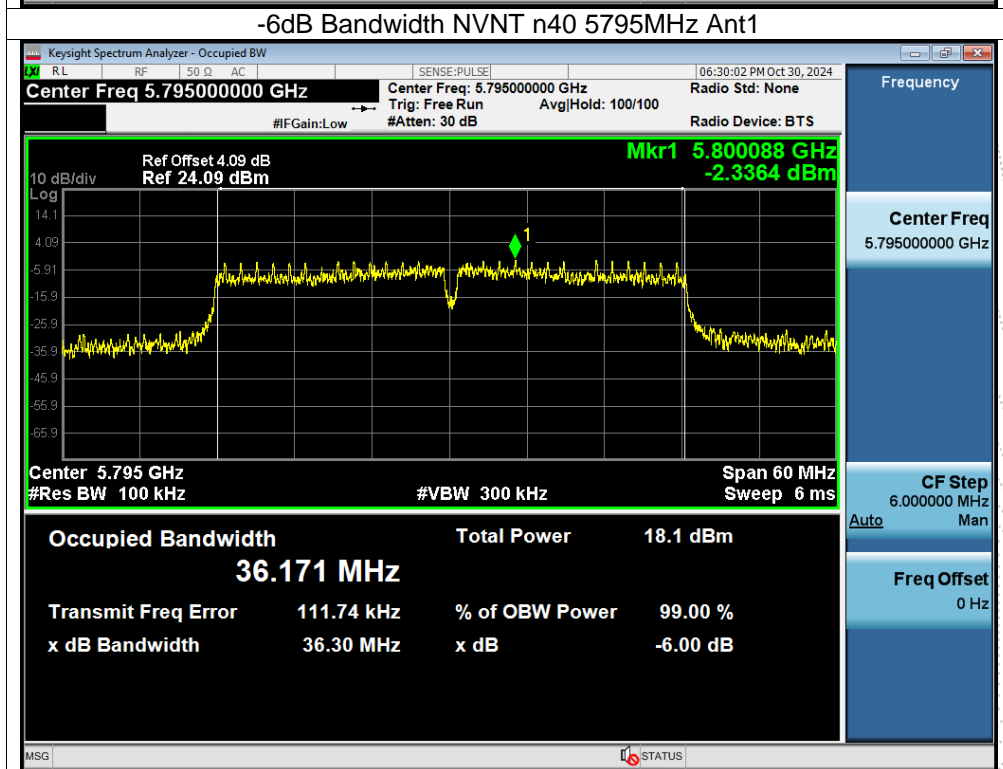 -6dB Bandwidth NVNT n40 5795MHz Ant1
Keysight Spectrum Analyzer - Occupied BW
LXI RL RF 50 Ω AC SENSE:PULSE 06:30:02 PM Oct 30, 2024
Center Freq 5.795000000 GHz
Center Freq: 5.795000000 GHz
Radio Std: None
Trig: Free Run Avg|Hold: 100/100
#IFGain:Low #Atten: 30 dB Radio Device: BTS
Frequency
Mkr1 5.800088 GHz
-2.3364 dBm
Ref Offset 4.09 dB
10 dB/div Ref 24.09 dBm
Log
14.1
4.09
-5.91
-15.9
-25.9
-35.9
-45.9
-55.9
-65.9
1
Center 5.795 GHz Span 60 MHz
#Res BW 100 kHz #VBW 300 kHz Sweep 6 ms
Center Freq
5.795000000 GHz
CF Step
6.000000 MHz
Auto Man
Freq Offset
0 Hz
Occupied Bandwidth Total Power 18.1 dBm
36.171 MHz
Transmit Freq Error 111.74 kHz % of OBW Power 99.00 %
x dB Bandwidth 36.30 MHz x dB -6.00 dB
MSG STATUS